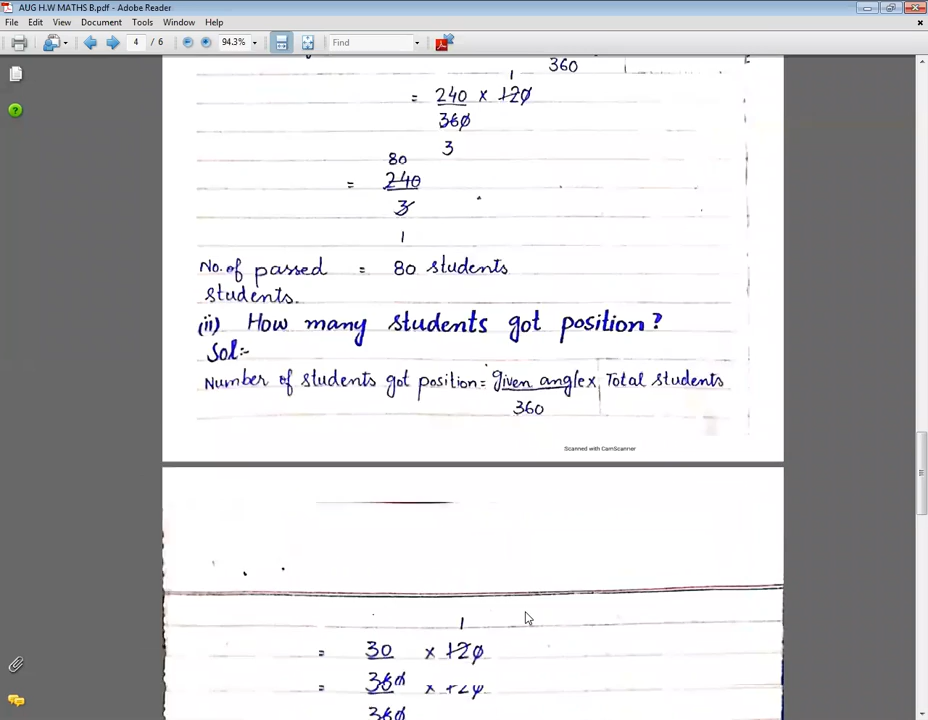 AUG H.W MATHS B.pdf - Adobe Reader
File Edit View Document Tools Window Help
4 / 6 94.3% Find
360
1
= 240 x 120
360
3
80
= 240
3
1
No. of passed = 80 students
students.
(ii) How many students got position?
Sol:-
Number of students got position = given angle x Total students
360
Scanned with CamScanner
1
= 30 x 120
360
= x 120
360